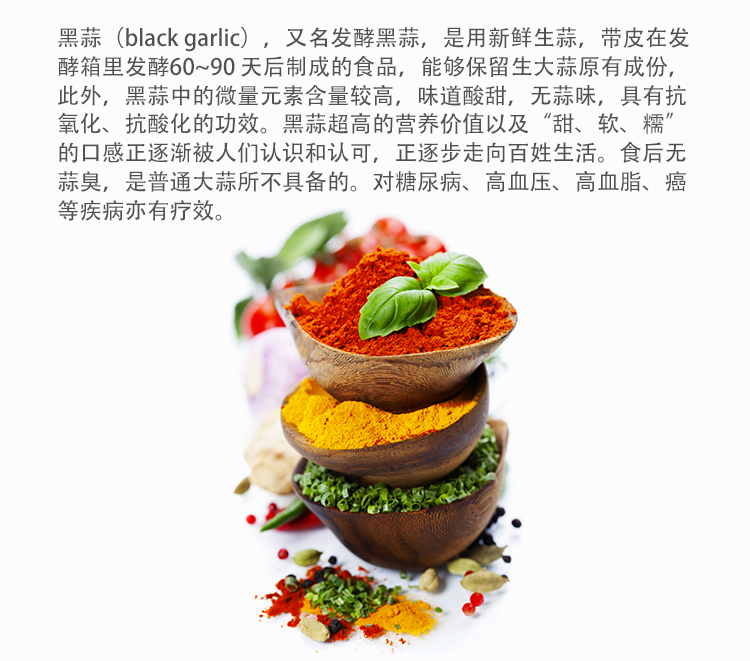 黑蒜（black garlic），又名发酵黑蒜，是用新鲜生蒜，带皮在发
酵箱里发酵60~90 天后制成的食品，能够保留生大蒜原有成份，
此外，黑蒜中的微量元素含量较高，味道酸甜，无蒜味，具有抗
氧化、抗酸化的功效。黑蒜超高的营养价值以及“甜、软、糯”
的口感正逐渐被人们认识和认可，正逐步走向百姓生活。食后无
蒜臭，是普通大蒜所不具备的。对糖尿病、高血压、高血脂、癌
等疾病亦有疗效。